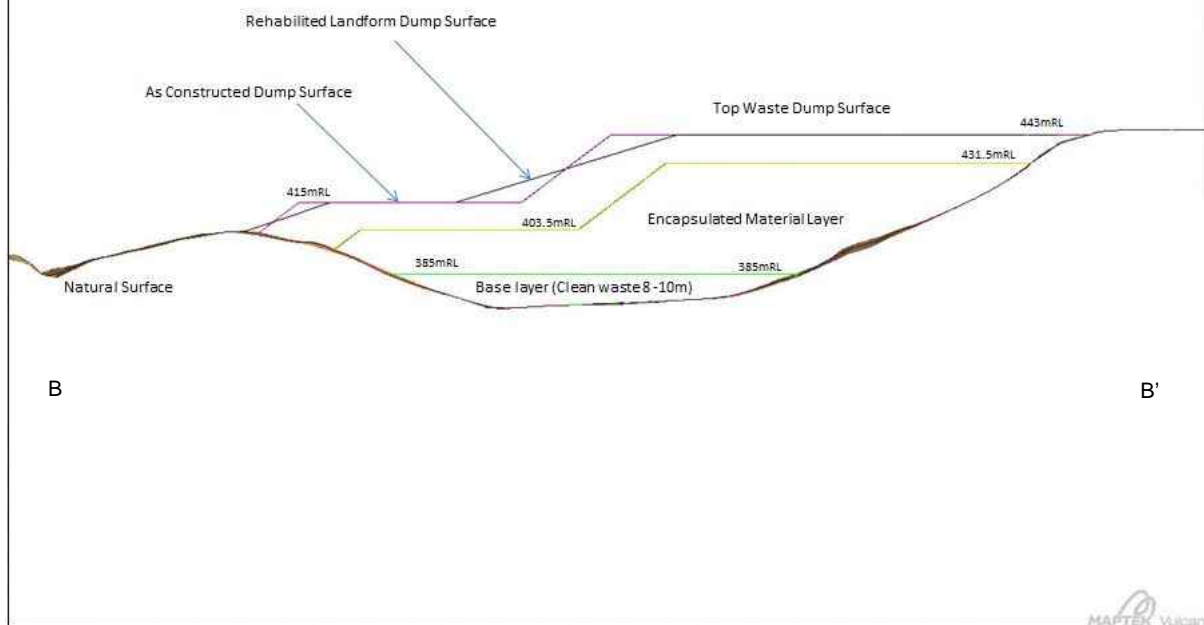 Rehabilited Landform Dump Surface
As Constructed Dump Surface
Top Waste Dump Surface
443mRL
431.5mRL
415mRL
403.5mRL
Encapsulated Material Layer
385mRL
385mRL
Natural Surface
Base layer (Clean waste 8 -10m)
B
B’
MAPTEK Vulcan